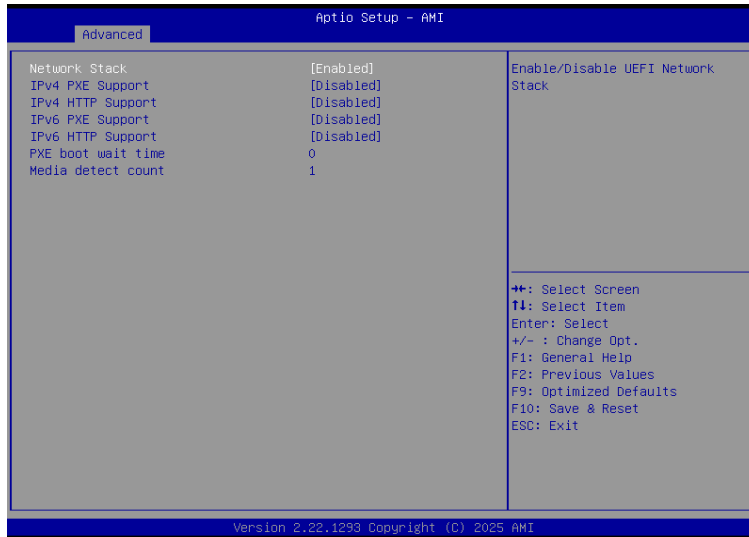 Aptio Setup – AMI
Advanced
Network Stack [Enabled]
IPv4 PXE Support [Disabled]
IPv4 HTTP Support [Disabled]
IPv6 PXE Support [Disabled]
IPv6 HTTP Support [Disabled]
PXE boot wait time 0
Media detect count 1
Enable/Disable UEFI Network
Stack
→←: Select Screen
↑↓: Select Item
Enter: Select
+/- : Change Opt.
F1: General Help
F2: Previous Values
F9: Optimized Defaults
F10: Save & Reset
ESC: Exit
Version 2.22.1293 Copyright (C) 2025 AMI